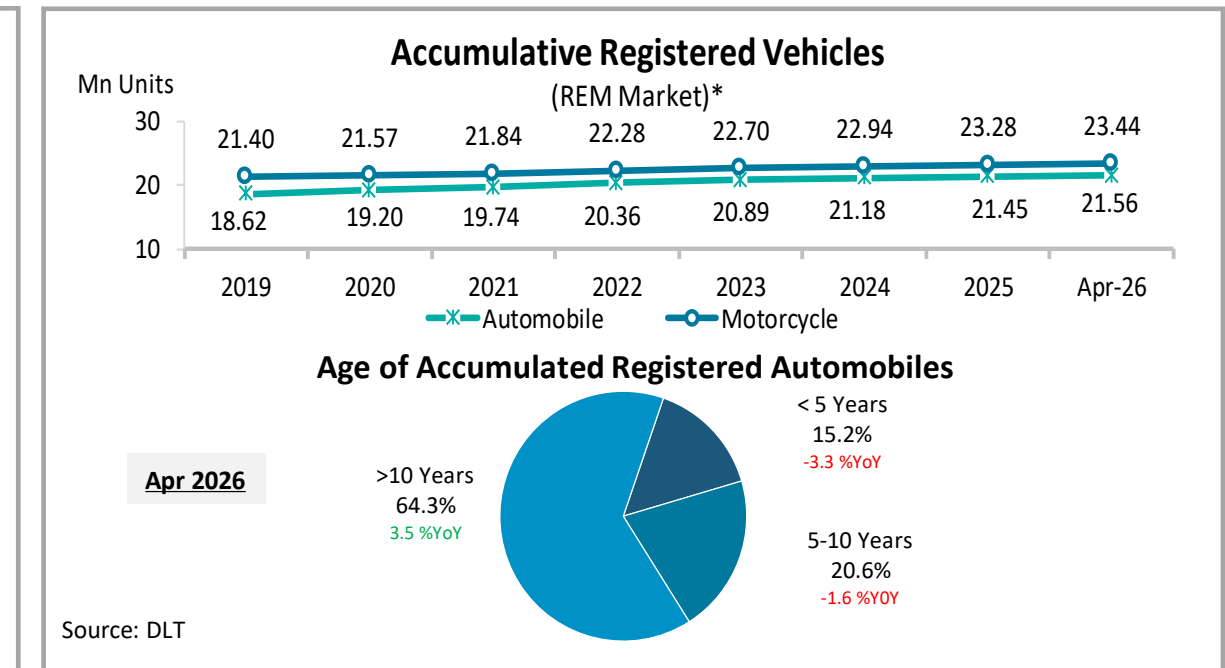 Accumulative Registered Vehicles
Mn Units
(REM Market)*
30
21.40 21.57 21.84 22.28 22.70 22.94 23.28 23.44
20
18.62 19.20 19.74 20.36 20.89 21.18 21.45 21.56
10
2019 2020 2021 2022 2023 2024 2025 Apr-26
Automobile Motorcycle
Age of Accumulated Registered Automobiles
< 5 Years
15.2%
-3.3 %YoY
Apr 2026
>10 Years
64.3%
3.5 %YoY
5-10 Years
20.6%
-1.6 %Y0Y
Source: DLT